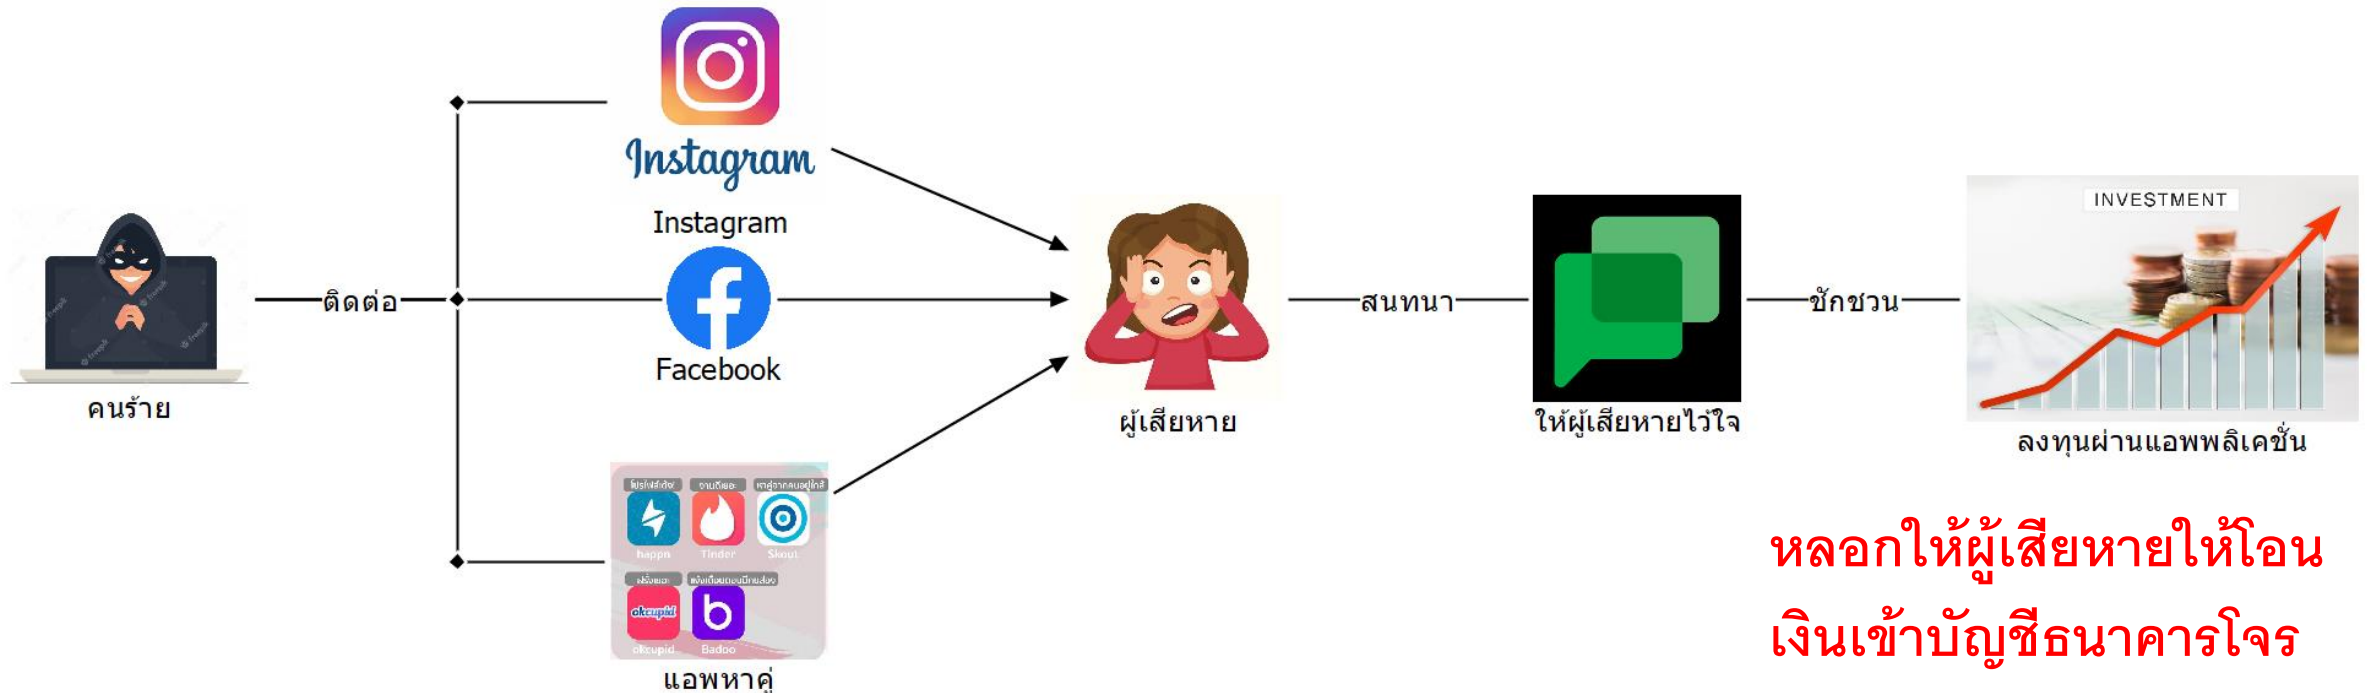 Instagram
Instagram
Facebook
คนร้าย
ติดต่อ
ผู้เสียหาย
สนทนา
ให้ผู้เสียหายไว้ใจ
ชักชวน
INVESTMENT
ลงทุนผ่านแอพพลิเคชั่น
happn
Tinder
Skout
okcupid
okcupid
Badoo
แอพหาคู่
หลอกให้ผู้เสียหายให้โอน
เงินเข้าบัญชีธนาคารโจร